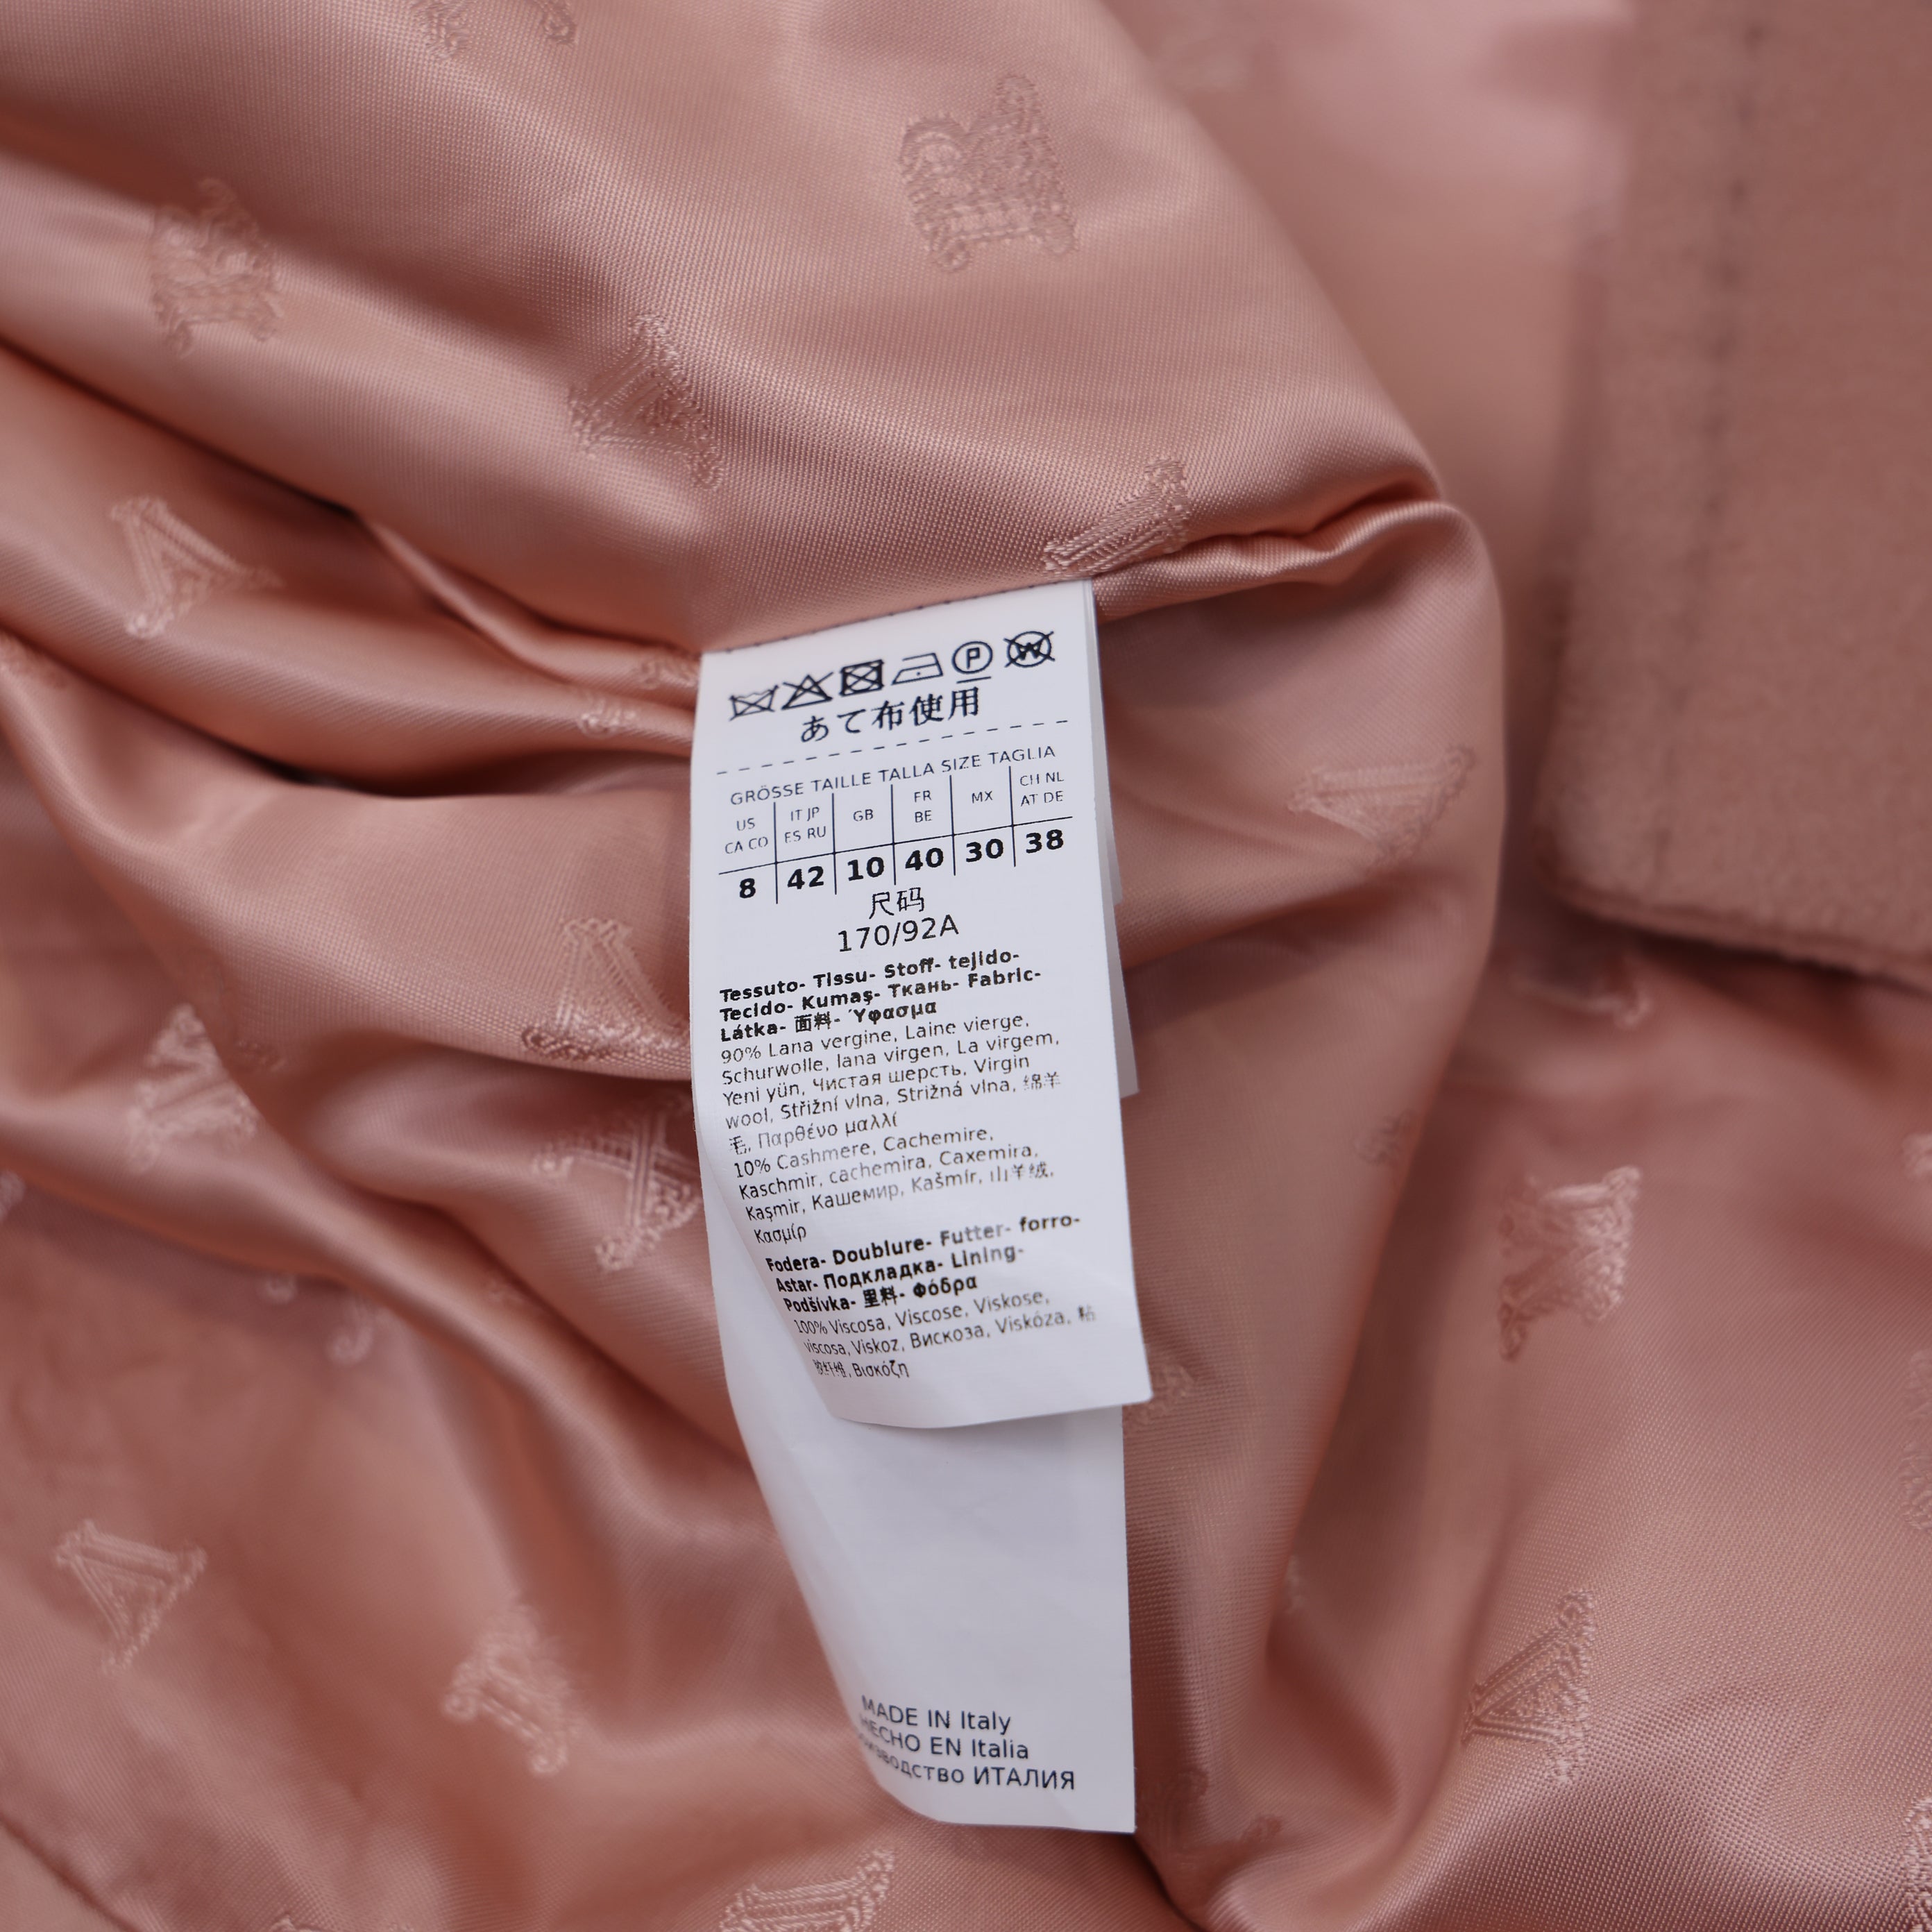 P W
あて布使用
GRÖSSE TAILLE TALLA SIZE TAGLIA
US CA CO IT JP ES RU GB FR BE MX CH NL AT DE
8 42 10 40 30 38
尺码
170/92A
Tessuto- Tissu- Stoff- tejido-
Tecido- Kumaş- Ткань- Fabric-
Látka- 面料- Ύφασμα
90% Lana vergine, Laine vierge,
Schurwolle, lana virgen, La virgem,
Yeni yün, Чистая шерсть, Virgin
wool, Střižní vlna, Strižná vlna, 绵羊
毛, Παρθένο μαλλί
10% Cashmere, Cachemire,
Kaschmir, cachemira, Caxemira,
Kaşmir, Кашемир, Kašmír, 山羊绒,
Κασμίρ
Fodera- Doublure- Futter- forro-
Astar- Подкладка- Lining-
Podšívka- 里料- Φόδρα
100% Viscosa, Viscose, Viskose,
viscosa, Viskoz, Вискоза, Viskóza, 粘
胶纤维, Βισκόζη
MADE IN Italy
HECHO EN Italia
ИТАЛИЯ